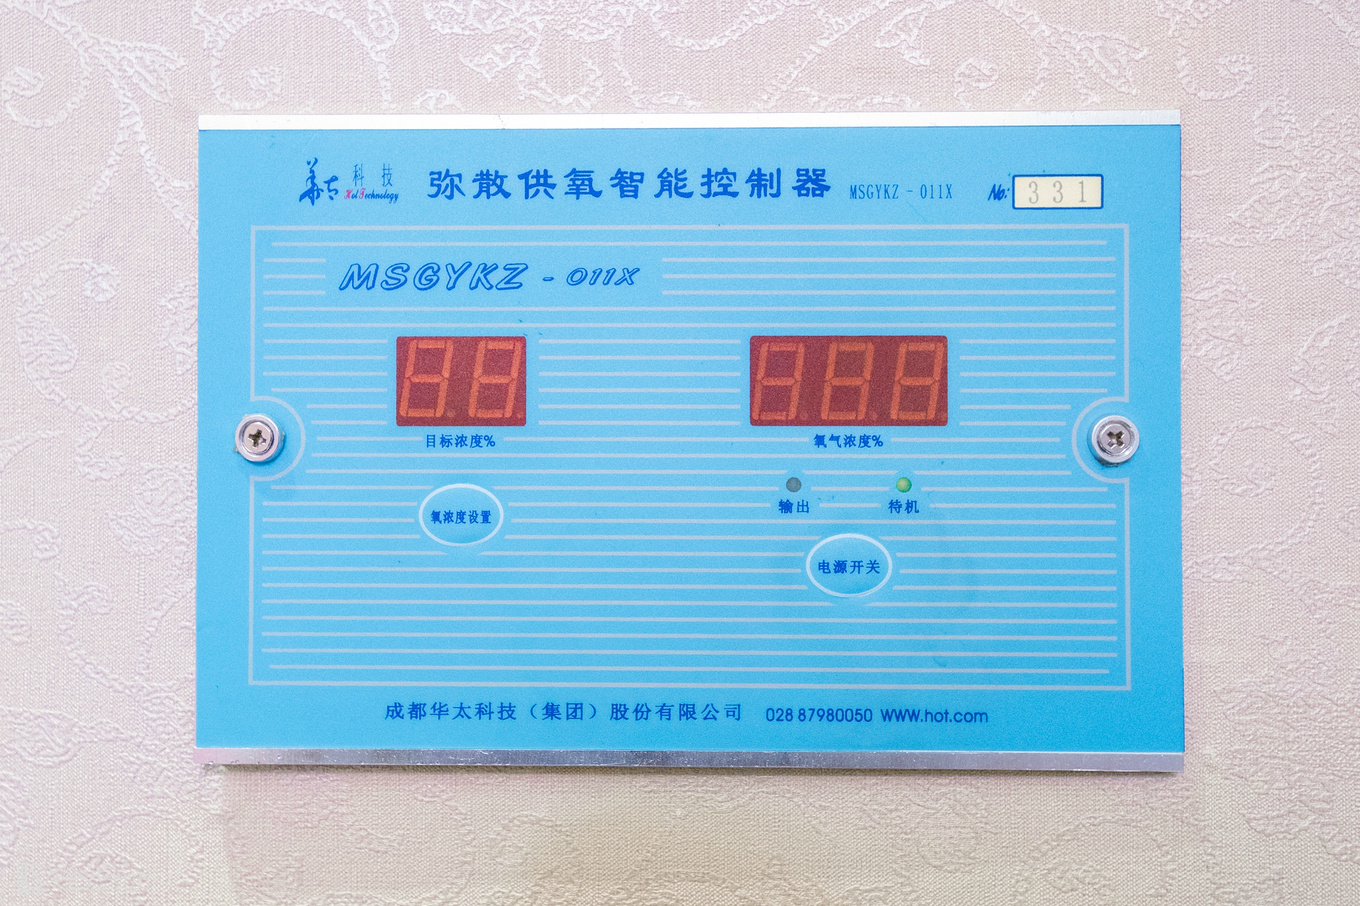 华太 科技 HotTechnology 弥散供氧智能控制器 MSGYKZ-011X No: 331
MSGYKZ-011X
目标浓度% 氧气浓度%
输出 待机
氧浓度设置
电源开关
成都华太科技（集团）股份有限公司 028 87980050 WWW.hot.com